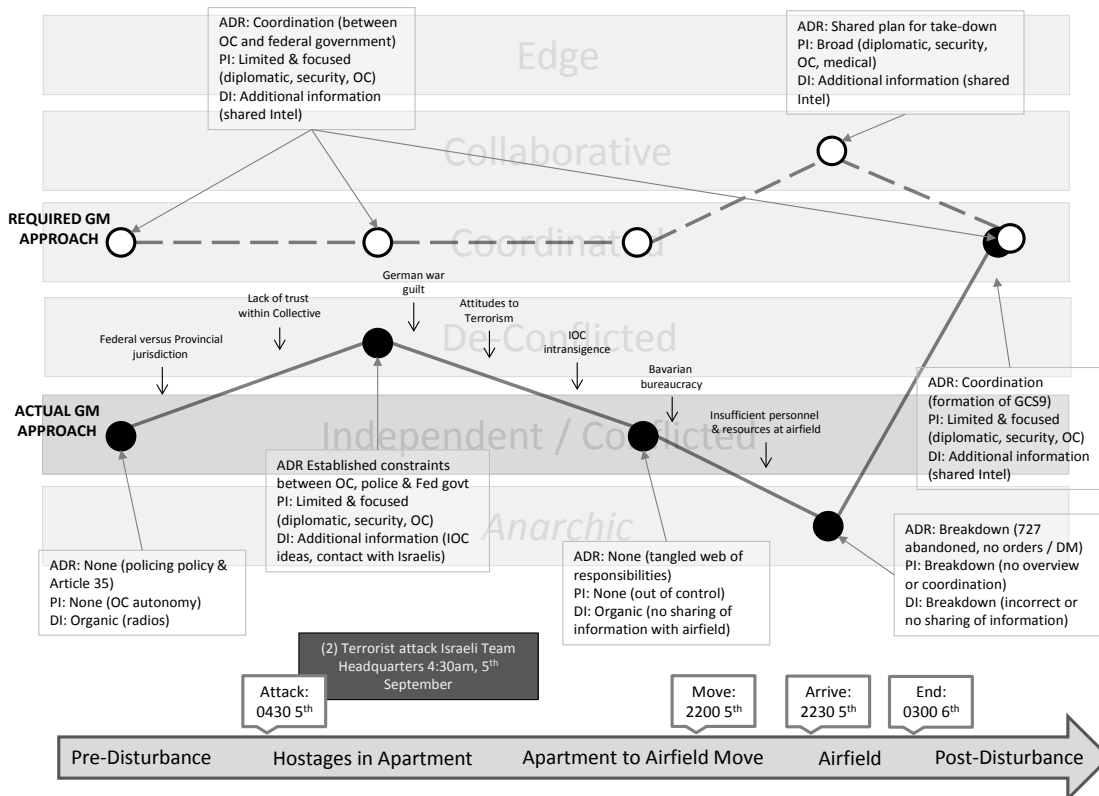 ADR: Coordination (between
OC and federal government)
PI: Limited & focused
(diplomatic, security, OC)
DI: Additional information
(shared Intel)
ADR: Shared plan for take-down
PI: Broad (diplomatic, security,
OC, medical)
DI: Additional information (shared
Intel)
Edge
Collaborative
REQUIRED GM
APPROACH
Coordinated
German war
guilt
Lack of trust
within Collective
Attitudes to
Terrorism
Federal versus Provincial
jurisdiction
De-Conflicted
IOC
intransigence
Bavarian
bureaucracy
ACTUAL GM
APPROACH
Independent / Conflicted
Insufficient personnel
& resources at airfield
ADR: Coordination
(formation of GCS9)
PI: Limited & focused
(diplomatic, security, OC)
DI: Additional information
(shared Intel)
ADR Established constraints
between OC, police & Fed govt
PI: Limited & focused
(diplomatic, security, OC)
DI: Additional information (IOC
ideas, contact with Israelis)
Anarchic
ADR: None (policing policy &
Article 35)
PI: None (OC autonomy)
DI: Organic (radios)
ADR: None (tangled web of
responsibilities)
PI: None (out of control)
DI: Organic (no sharing of
information with airfield)
ADR: Breakdown (727
abandoned, no orders / DM)
PI: Breakdown (no overview
or coordination)
DI: Breakdown (incorrect or
no sharing of information)
(2) Terrorist attack Israeli Team
Headquarters 4:30am, 5th
September
Attack:
0430 5th
Move:
2200 5th
Arrive:
2230 5th
End:
0300 6th
Pre-Disturbance
Hostages in Apartment
Apartment to Airfield Move
Airfield
Post-Disturbance